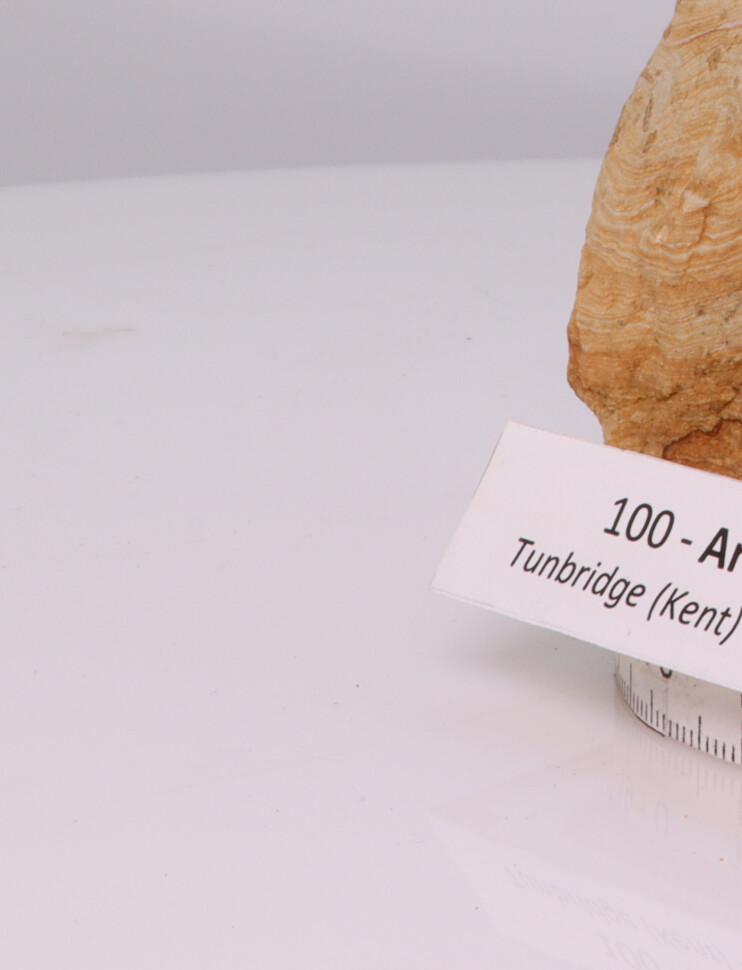 100 - Ar
Tunbridge (Kent)